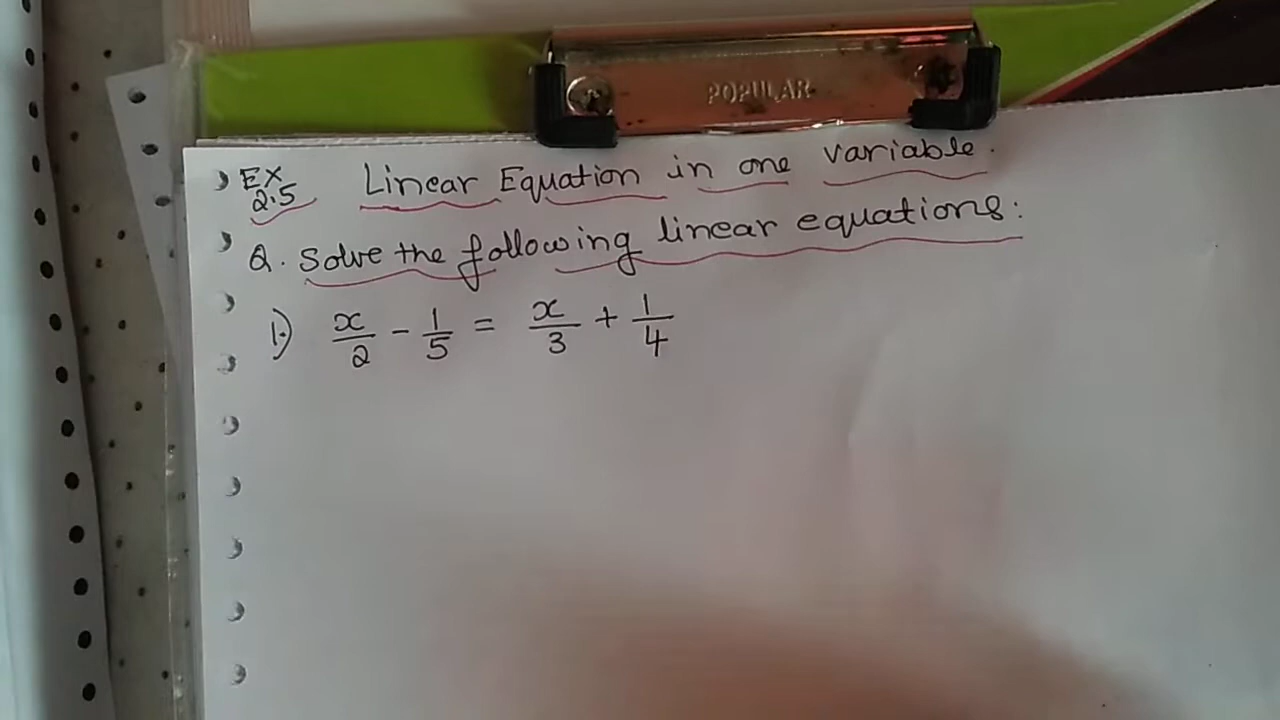 POPULAR
Ex 2.5 Linear Equation in one variable.
Q. Solve the following linear equations:
1.) x/2 - 1/5 = x/3 + 1/4